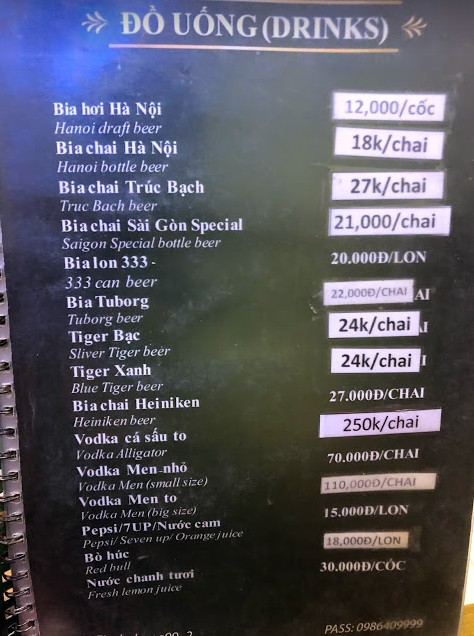 ĐỒ UỐNG (DRINKS)
Bia hơi Hà Nội 12,000/cốc
Hanoi draft beer
Bia chai Hà Nội 18k/chai
Hanoi bottle beer
Bia chai Trúc Bạch 27k/chai
Truc Bach beer
Bia chai Sài Gòn Special 21,000/chai
Saigon Special bottle beer
Bia lon 333 - 20.000Đ/LON
333 can beer
Bia Tuborg 22,000Đ/CHAI AI
Tuborg beer
Tiger Bạc 24k/chai
Sliver Tiger beer
Tiger Xanh 24k/chai
Blue Tiger beer
Bia chai Heiniken 27.000Đ/CHAI
Heiniken beer
Vodka cá sấu to 250k/chai
Vodka Alligator
Vodka Men nhỏ 70.000Đ/CHAI
Vodka Men (small size)
Vodka Men to 110,000Đ/CHAI
Vodka Men (big size)
Pepsi/7UP/Nước cam 15.000Đ/LON
Pepsi/ Seven up/ Orange juice
Bò húc 18,000Đ/LON
Red bull
Nước chanh tươi 30.000Đ/CỐC
Fresh lemon juice
PASS: 0986409999